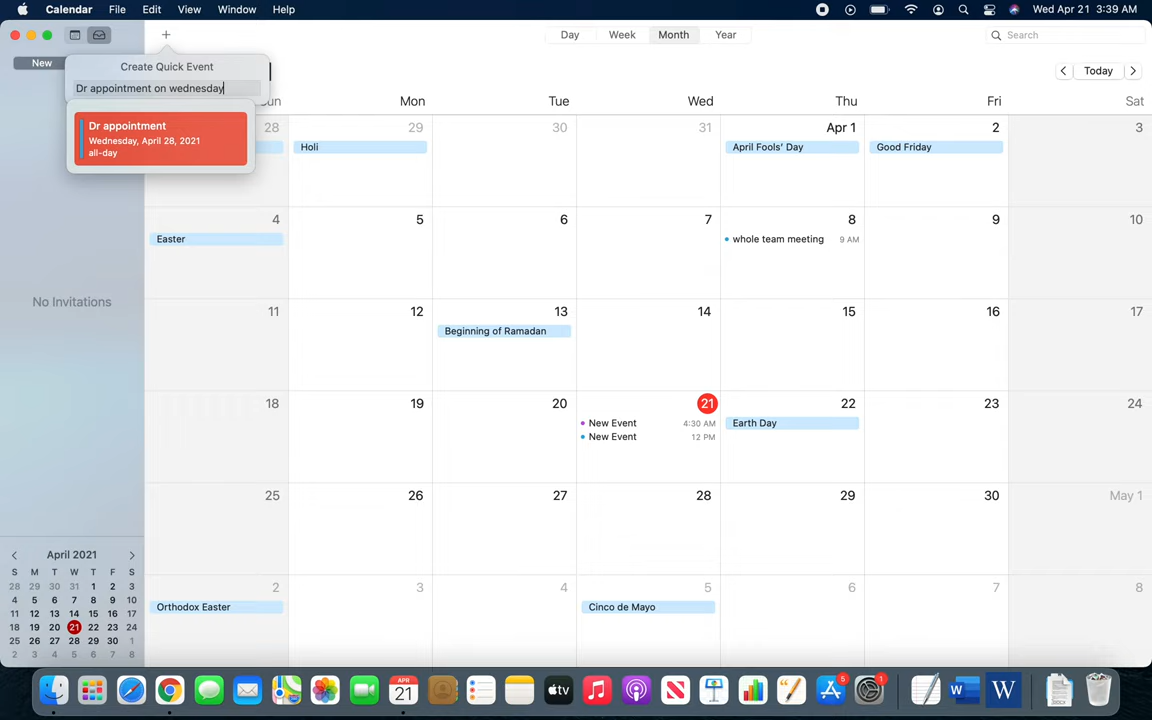 Calendar File Edit View Window Help Wed Apr 21 3:39 AM
+ Day Week Month Year Search
New
Create Quick Event
Dr appointment on wednesday
Dr appointment
Wednesday, April 28, 2021
all-day
Today
Sun Mon Tue Wed Thu Fri Sat
28 29 30 31 Apr 1 2 3
Holi April Fools' Day Good Friday
4 5 6 7 8 9 10
Easter whole team meeting 9 AM
No Invitations
11 12 13 14 15 16 17
Beginning of Ramadan
18 19 20 21 22 23 24
New Event 4:30 AM Earth Day
New Event 12 PM
25 26 27 28 29 30 May 1
2 3 4 5 6 7 8
Orthodox Easter Cinco de Mayo
April 2021
S M T W T F S
28 29 30 31 1 2 3
4 5 6 7 8 9 10
11 12 13 14 15 16 17
18 19 20 21 22 23 24
25 26 27 28 29 30 1
2 3 4 5 6 7 8
APR
21
tv
5
1
W
W